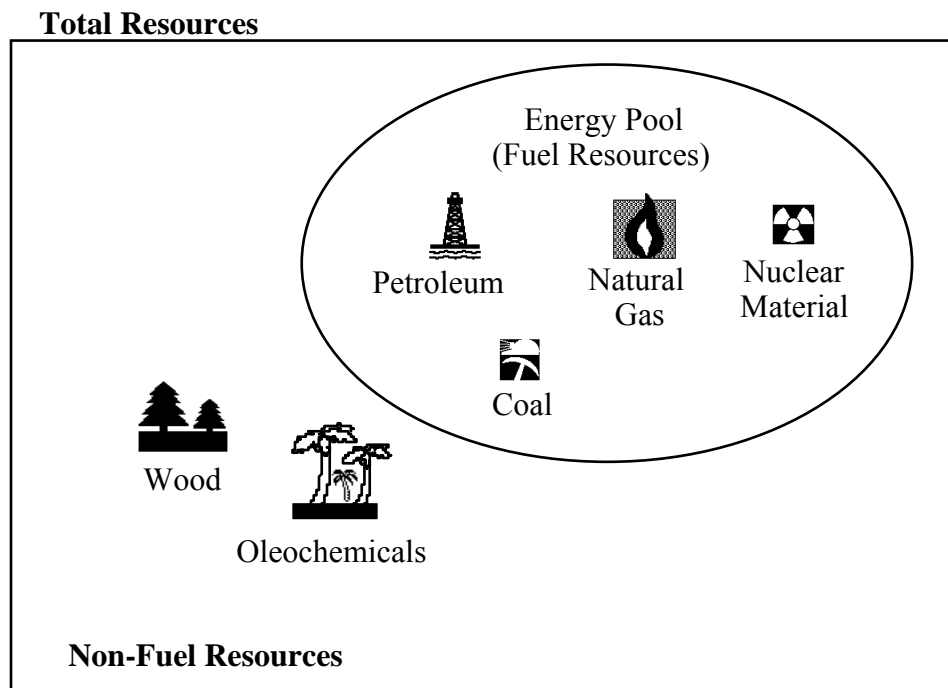 Total Resources
Energy Pool
(Fuel Resources)
Petroleum
Natural
Gas
Nuclear
Material
Coal
Wood
Oleochemicals
Non-Fuel Resources